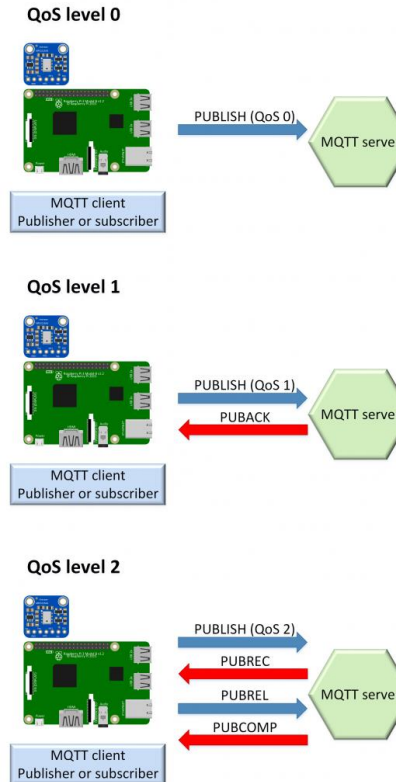 QoS level 0
PUBLISH (QoS 0)
MQTT serve
MQTT client
Publisher or subscriber
QoS level 1
PUBLISH (QoS 1)
PUBACK
MQTT serve
MQTT client
Publisher or subscriber
QoS level 2
PUBLISH (QoS 2)
PUBREC
PUBREL
PUBCOMP
MQTT serve
MQTT client
Publisher or subscriber